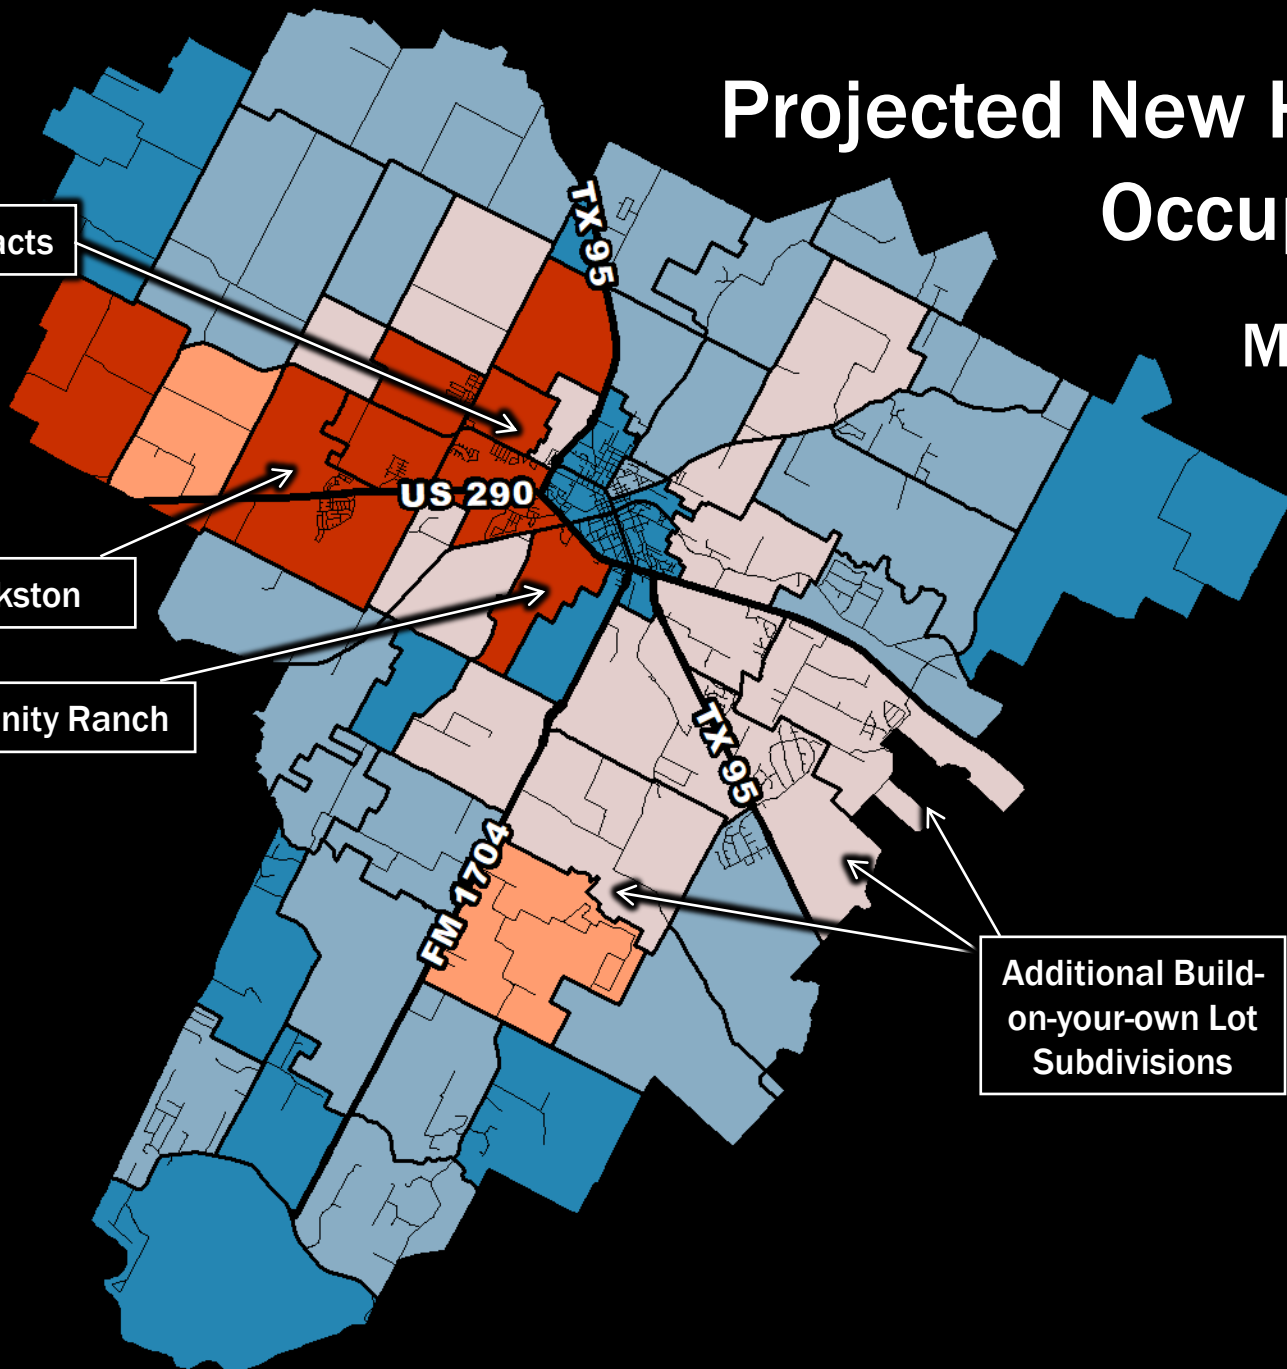 Projected New H
Occup
M
TX 95
acts
US 290
kston
nity Ranch
TX 95
FM 1704
Additional Build-
on-your-own Lot
Subdivisions